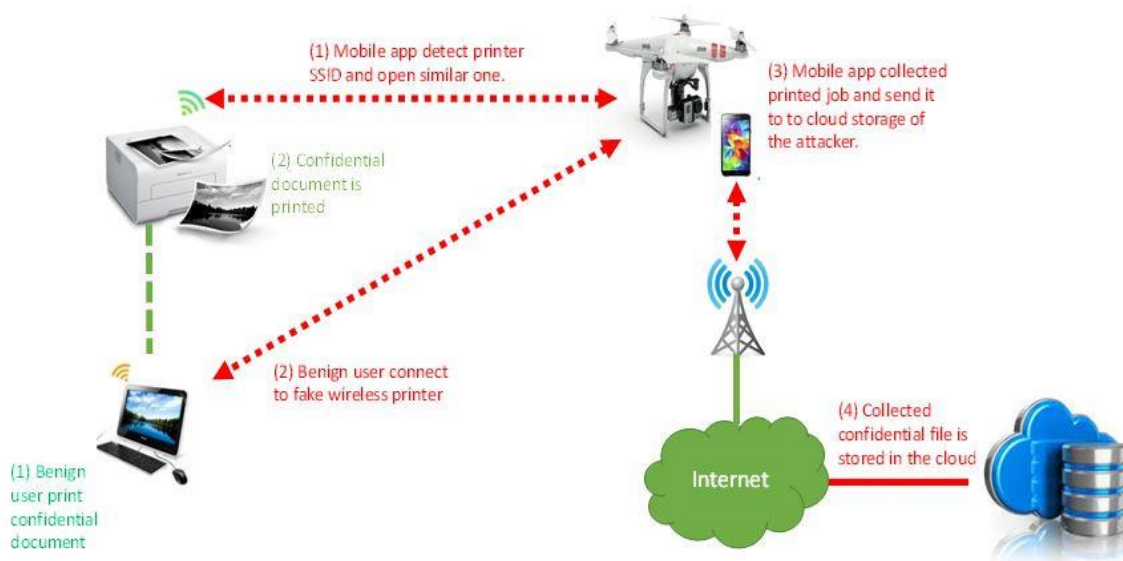 (1) Mobile app detect printer
SSID and open similar one.
(3) Mobile app collected
printed job and send it
to to cloud storage of
the attacker.
(2) Confidential
document is
printed
(2) Benign user connect
to fake wireless printer
(1) Benign
user print
confidential
document
(4) Collected
confidential file is
stored in the cloud
Internet